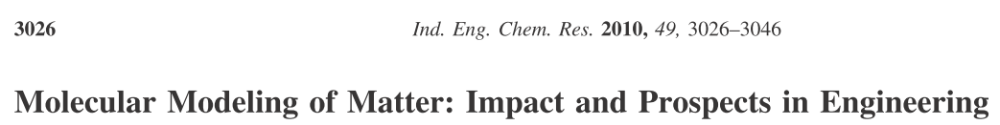 3026 Ind. Eng. Chem. Res. 2010, 49, 3026–3046
Molecular Modeling of Matter: Impact and Prospects in Engineering